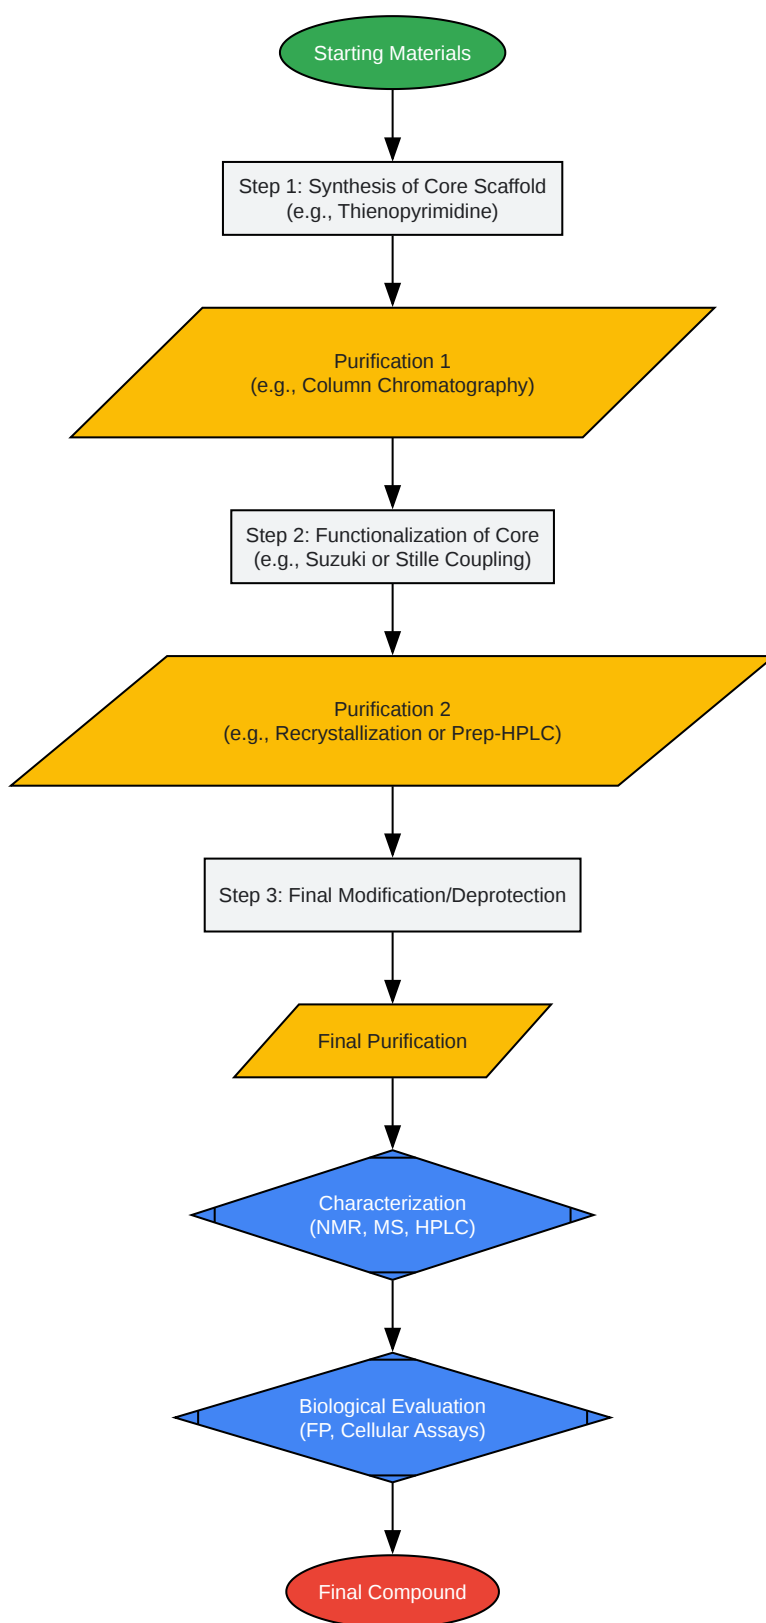 Starting Materials
Step 1: Synthesis of Core Scaffold
(e.g., Thienopyrimidine)
Purification 1
(e.g., Column Chromatography)
Step 2: Functionalization of Core
(e.g., Suzuki or Stille Coupling)
Purification 2
(e.g., Recrystallization or Prep-HPLC)
Step 3: Final Modification/Deprotection
Final Purification
Characterization
(NMR, MS, HPLC)
Biological Evaluation
(FP, Cellular Assays)
Final Compound